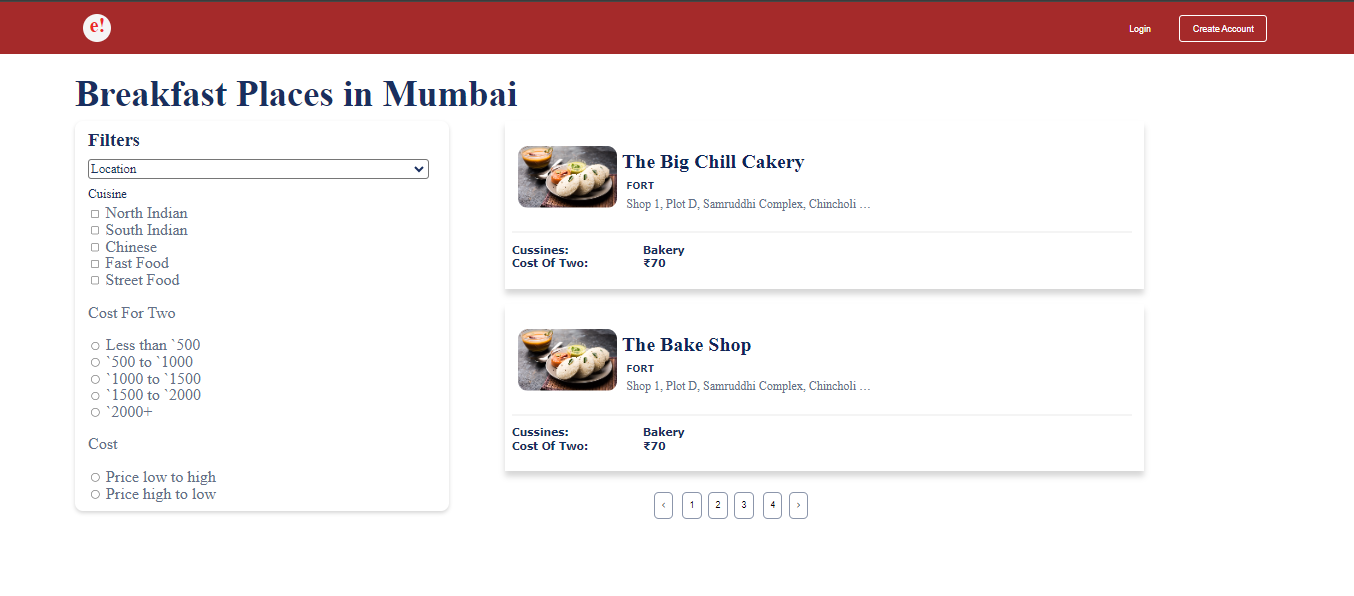 e!
Login
Create Account
Breakfast Places in Mumbai
Filters
Location
Cuisine
North Indian
South Indian
Chinese
Fast Food
Street Food
Cost For Two
Less than `500
`500 to `1000
`1000 to `1500
`1500 to `2000
`2000+
Cost
Price low to high
Price high to low
The Big Chill Cakery
FORT
Shop 1, Plot D, Samruddhi Complex, Chincholi …
Cussines: Bakery
Cost Of Two: ₹70
The Bake Shop
FORT
Shop 1, Plot D, Samruddhi Complex, Chincholi …
Cussines: Bakery
Cost Of Two: ₹70
‹ 1 2 3 4 ›